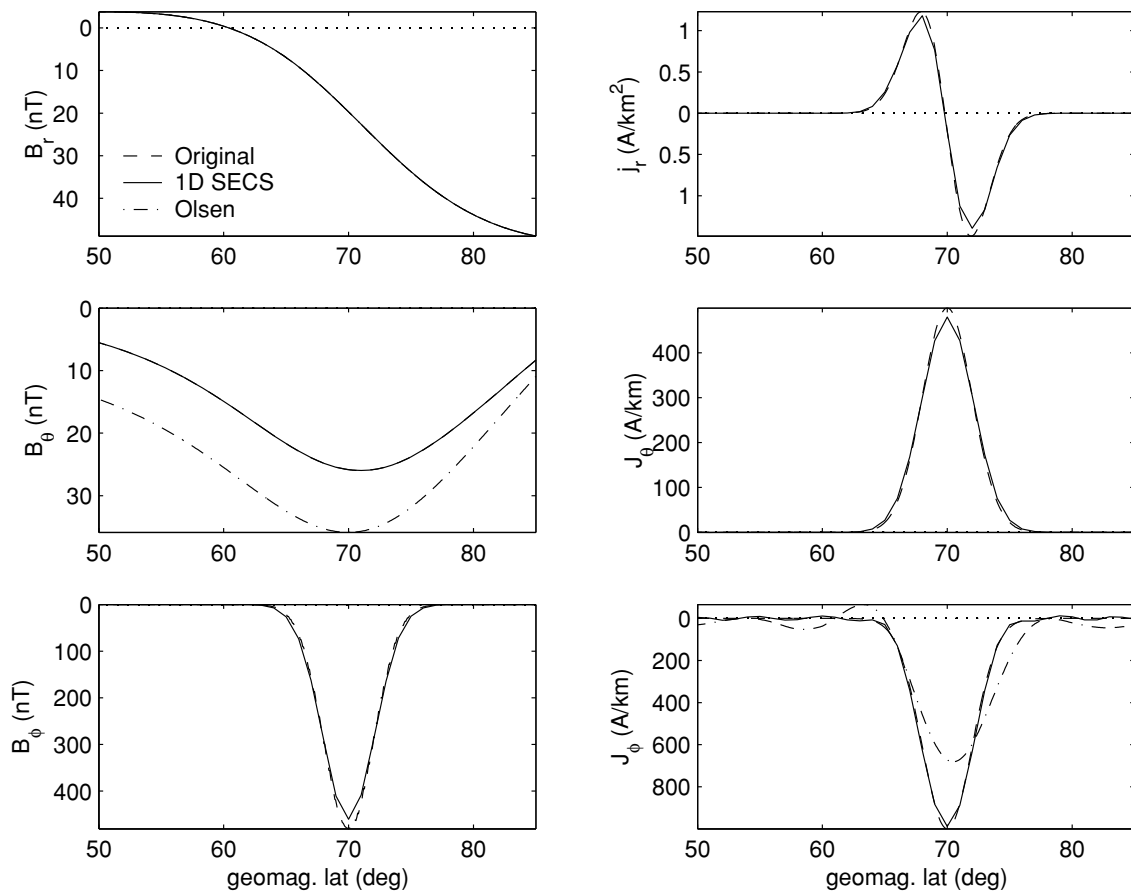 0
10
20
30
40
B_r (nT)
Original
1D SECS
Olsen
50 60 70 80
1
0.5
0
0.5
1
j_r (A/km^2)
50 60 70 80
0
10
20
30
B_θ (nT)
50 60 70 80
400
300
200
100
0
J_θ (A/km)
50 60 70 80
0
100
200
300
400
B_ϕ (nT)
50 60 70 80
geomag. lat (deg)
0
200
400
600
800
J_ϕ (A/km)
50 60 70 80
geomag. lat (deg)